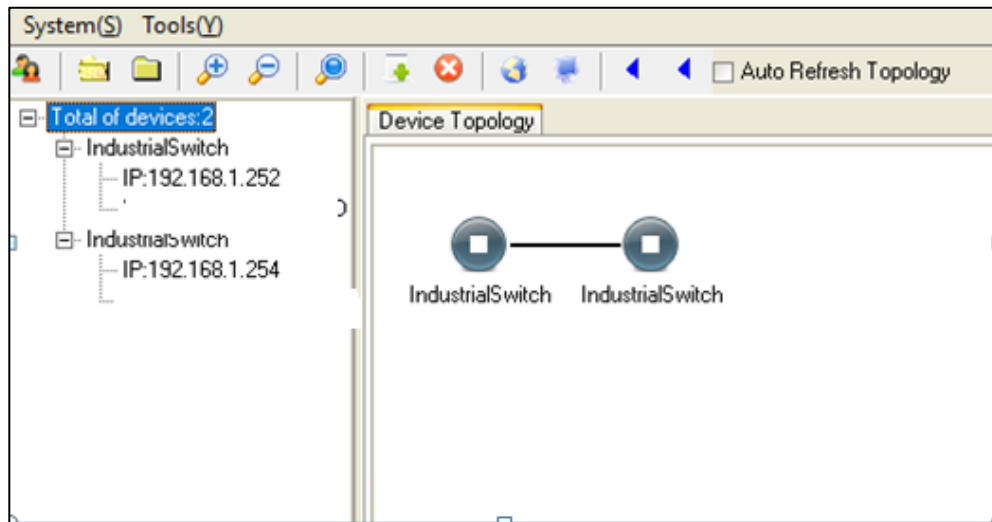 System(S) Tools(Y)
Auto Refresh Topology
Total of devices:2
IndustrialSwitch
IP:192.168.1.252
IndustrialSwitch
IP:192.168.1.254
Device Topology
IndustrialSwitch IndustrialSwitch